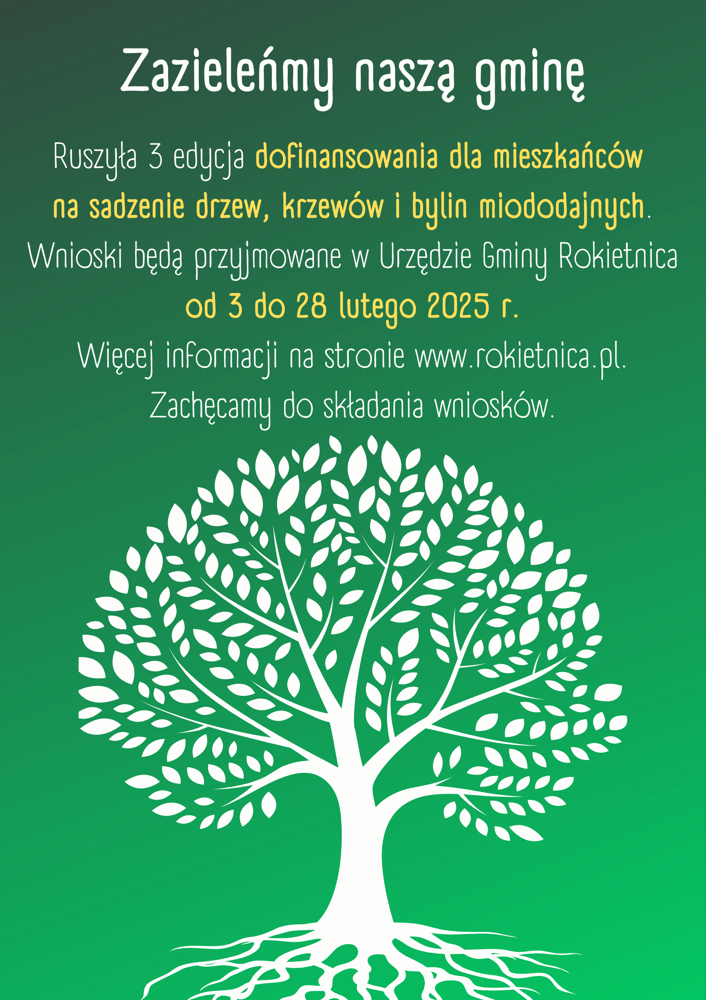 Zazieleńmy naszą gminę
Ruszyła 3 edycja dofinansowania dla mieszkańców
na sadzenie drzew, krzewów i bylin miododajnych.
Wnioski będą przyjmowane w Urzędzie Gminy Rokietnica
od 3 do 28 lutego 2025 r.
Więcej informacji na stronie www.rokietnica.pl.
Zachęcamy do składania wniosków.